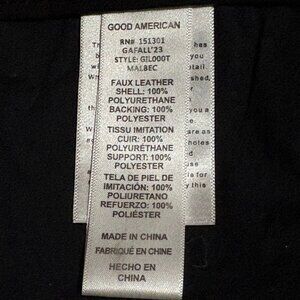 GOOD AMERICAN
RN# 151301
GAFALL'23
STYLE: GIL000T
MALBEC
FAUX LEATHER
SHELL: 100%
POLYURETHANE
BACKING: 100%
POLYESTER
TISSU IMITATION
CUIR: 100%
POLYURÉTHANE
SUPPORT: 100%
POLYESTER
TELA DE PIEL DE
IMITACIÓN: 100%
POLIURETANO
REFUERZO: 100%
POLIÉSTER
MADE IN CHINA
FABRIQUÉ EN CHINE
HECHO EN
CHINA